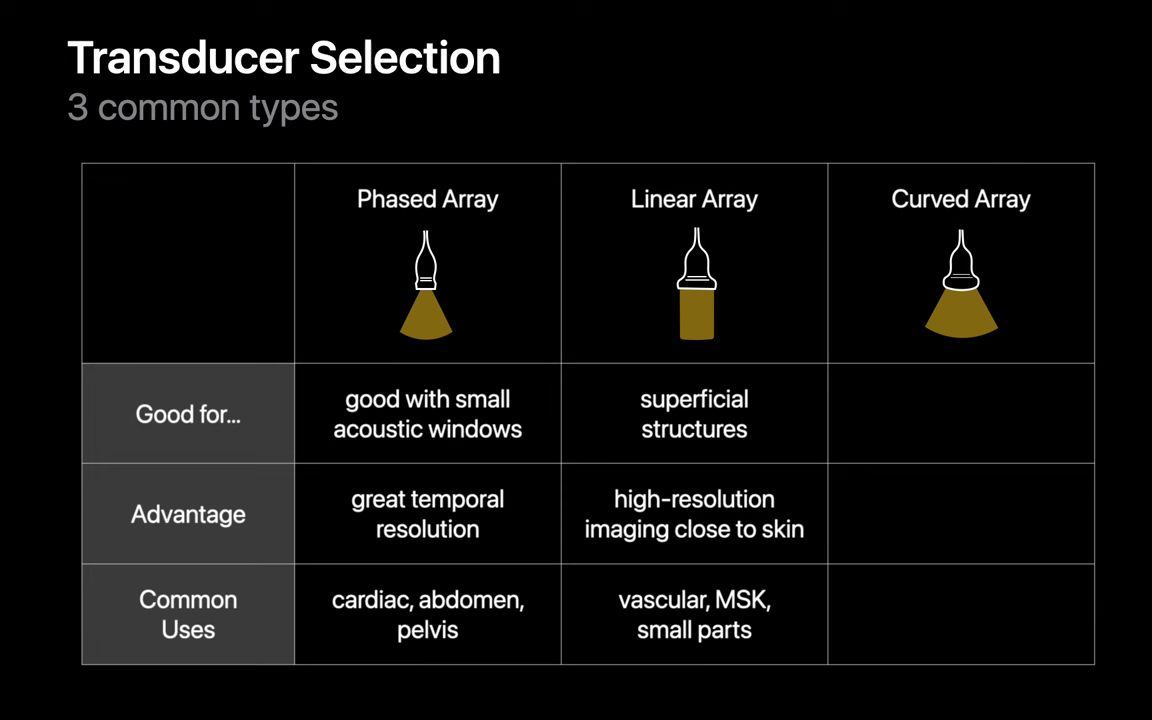 Transducer Selection
3 common types
Phased Array
Linear Array
Curved Array
Good for...
good with small
acoustic windows
superficial
structures
Advantage
great temporal
resolution
high-resolution
imaging close to skin
Common
Uses
cardiac, abdomen,
pelvis
vascular, MSK,
small parts